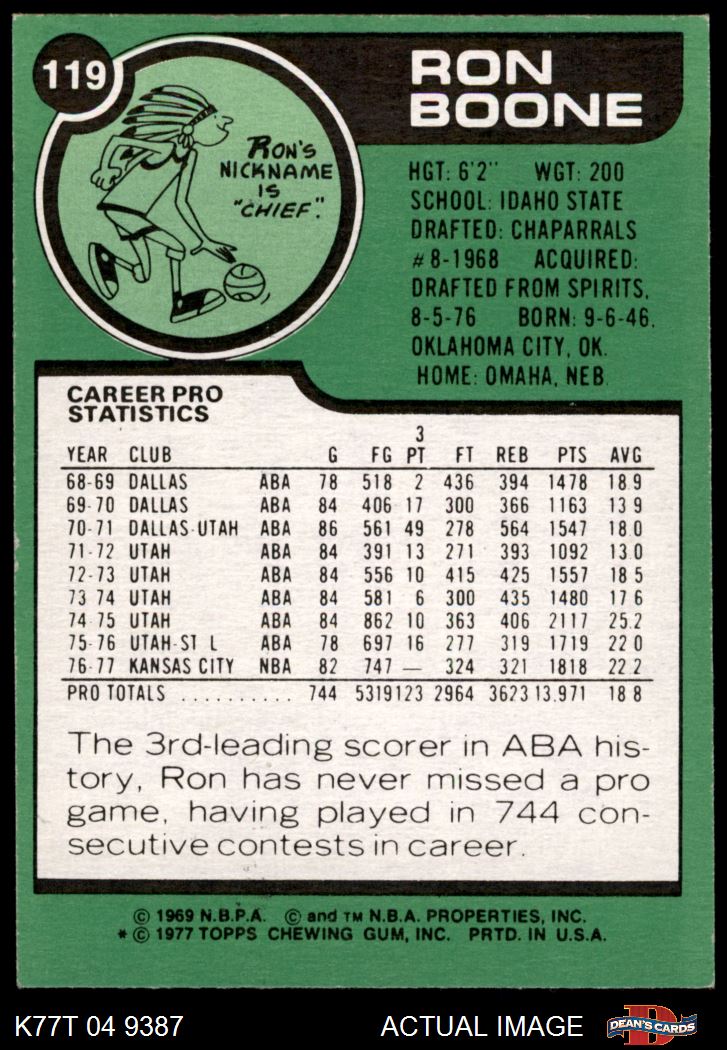 119
RON
BOONE
RON'S
NICKNAME
IS
"CHIEF".
HGT: 6'2" WGT: 200
SCHOOL: IDAHO STATE
DRAFTED: CHAPARRALS
#8-1968 ACQUIRED:
DRAFTED FROM SPIRITS,
8-5-76 BORN: 9-6-46,
OKLAHOMA CITY, OK.
HOME: OMAHA, NEB.
CAREER PRO
STATISTICS
3
YEAR CLUB G FG PT FT REB PTS AVG
68-69 DALLAS ABA 78 518 2 436 394 1478 18.9
69-70 DALLAS ABA 84 406 17 300 366 1163 13.9
70-71 DALLAS-UTAH ABA 86 561 49 278 564 1547 18.0
71-72 UTAH ABA 84 391 13 271 393 1092 13.0
72-73 UTAH ABA 84 556 10 415 425 1557 18.5
73-74 UTAH ABA 84 581 6 300 435 1480 17.6
74-75 UTAH ABA 84 862 10 363 406 2117 25.2
75-76 UTAH-ST L ABA 78 697 16 277 319 1719 22.0
76-77 KANSAS CITY NBA 82 747 — 324 321 1818 22.2
PRO TOTALS .......... 744 5319 123 2964 3623 13,971 18.8
The 3rd-leading scorer in ABA his-
tory, Ron has never missed a pro
game, having played in 744 con-
secutive contests in career.
© 1969 N.B.P.A. © and TM N.B.A. PROPERTIES, INC.
* © 1977 TOPPS CHEWING GUM, INC. PRTD. IN U.S.A.
K77T 04 9387 ACTUAL IMAGE D DEAN'S CARDS